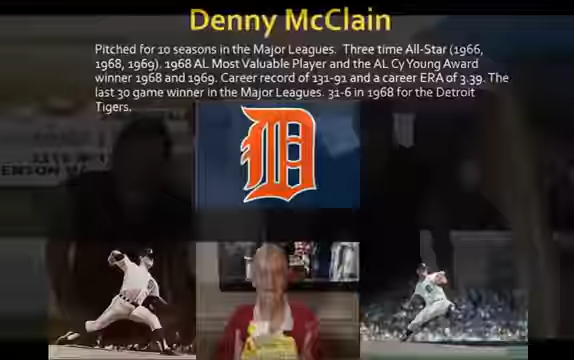 Denny McClain
Pitched for 10 seasons in the Major Leagues. Three time All-Star (1966,
1968, 1969). 1968 AL Most Valuable Player and the AL Cy Young Award
winner 1968 and 1969. Career record of 131-91 and a career ERA of 3.39. The
last 30 game winner in the Major Leagues. 31-6 in 1968 for the Detroit
Tigers.
D